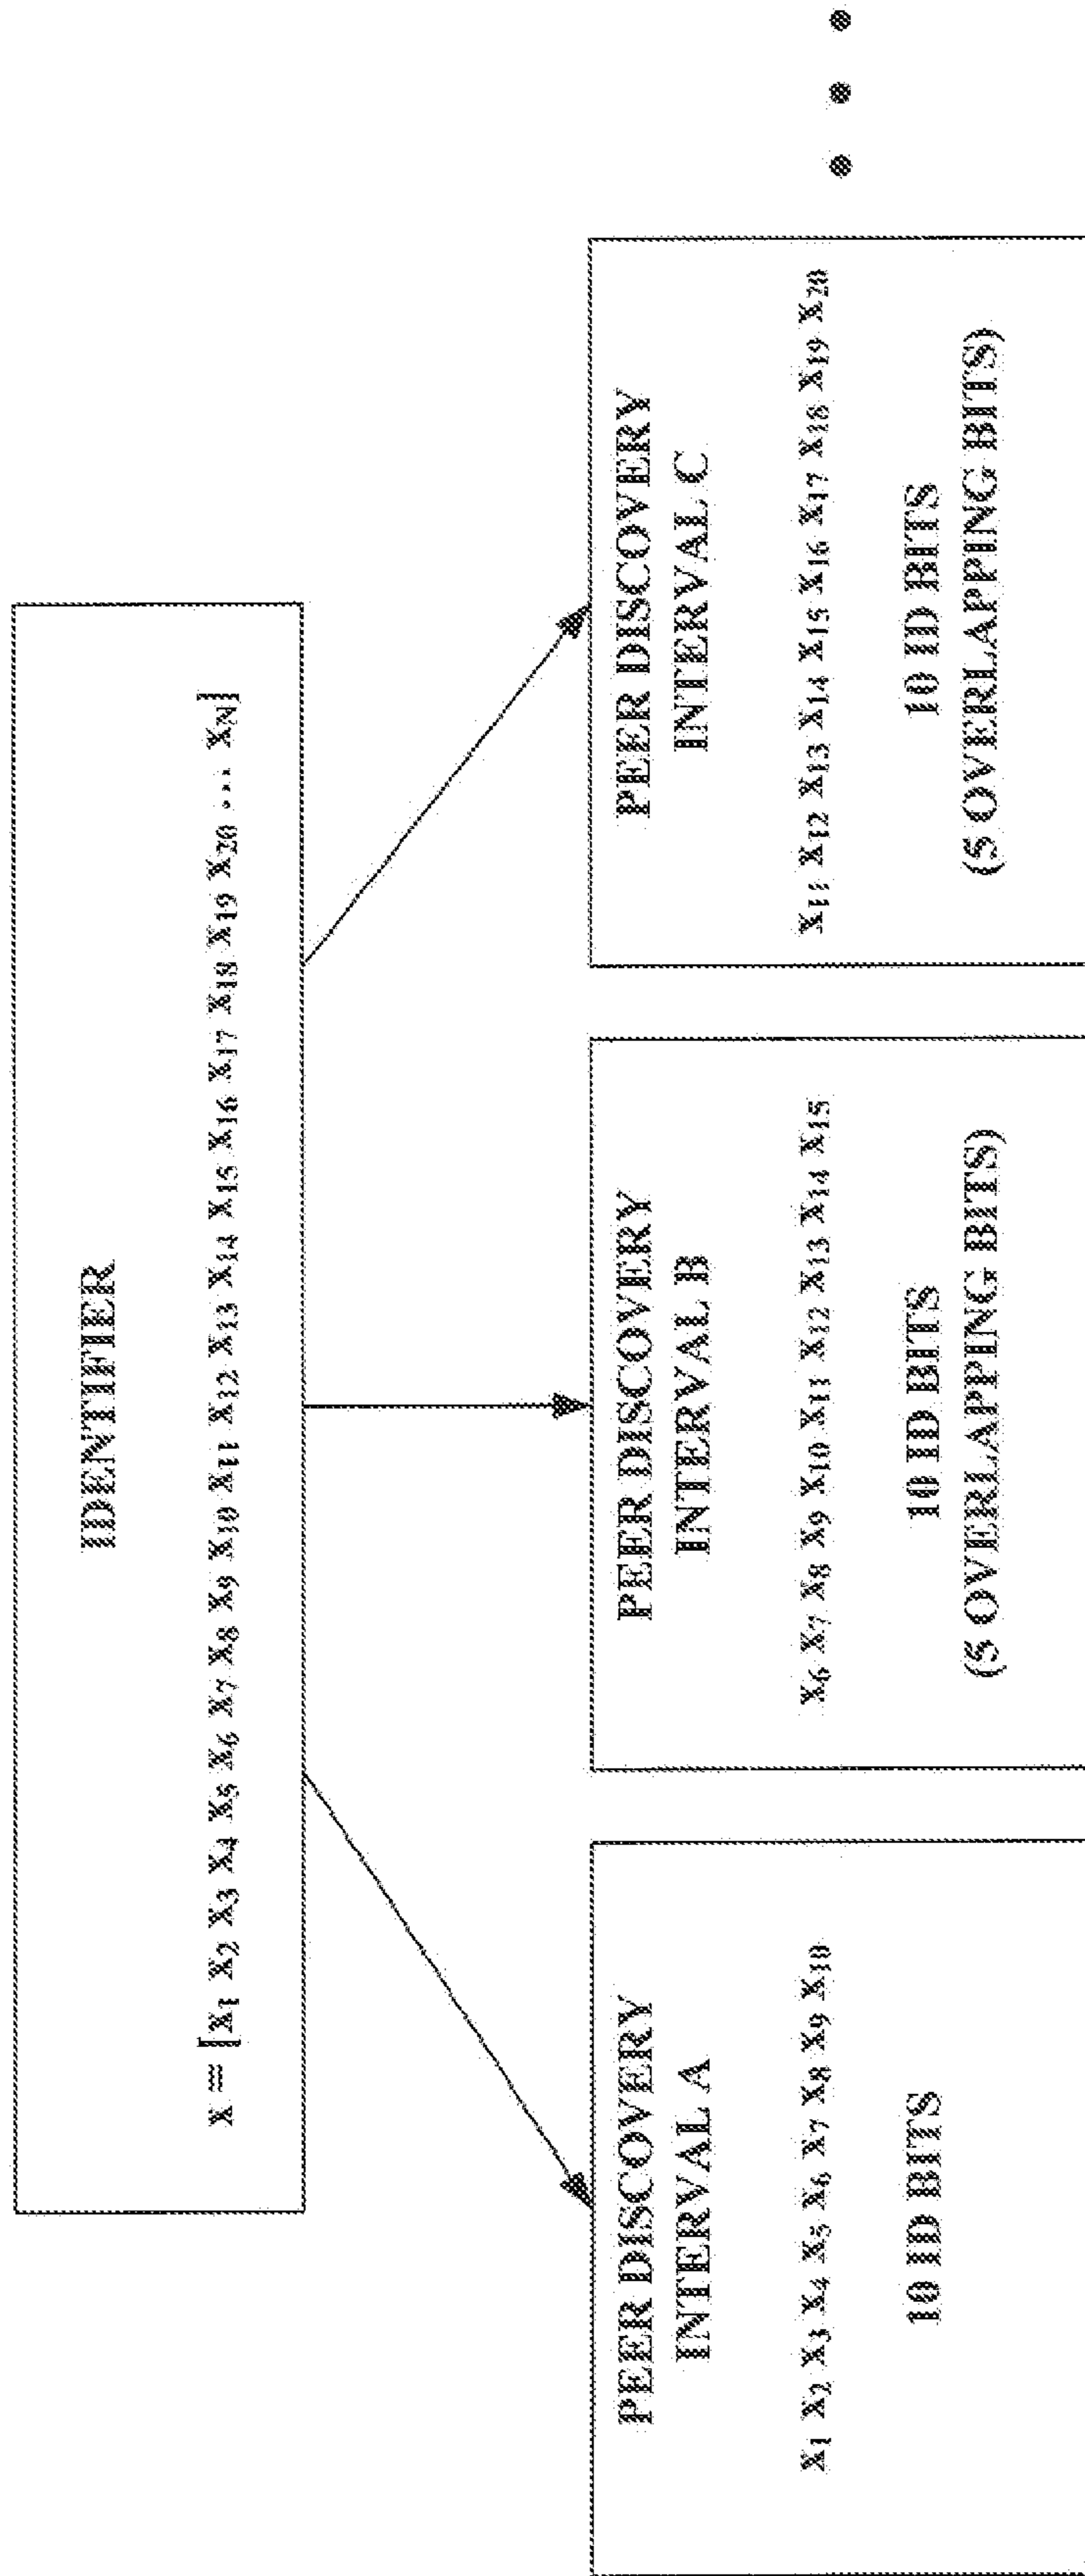 IDENTIFIER
X = [X₁ X₂ X₃ X₄ X₅ X₆ X₇ X₈ X₉ X₁₀ X₁₁ X₁₂ X₁₃ X₁₄ X₁₅ X₁₆ X₁₇ X₁₈ X₁₉ X₂₀ ••• X_N]
PEER DISCOVERY
INTERVAL A
X₁ X₂ X₃ X₄ X₅ X₆ X₇ X₈ X₉ X₁₀
10 ID BITS
PEER DISCOVERY
INTERVAL B
X₆ X₇ X₈ X₉ X₁₀ X₁₁ X₁₂ X₁₃ X₁₄ X₁₅
10 ID BITS
(5 OVERLAPPING BITS)
PEER DISCOVERY
INTERVAL C
X₁₁ X₁₂ X₁₃ X₁₄ X₁₅ X₁₆ X₁₇ X₁₈ X₁₉ X₂₀
10 ID BITS
(5 OVERLAPPING BITS)
• • •